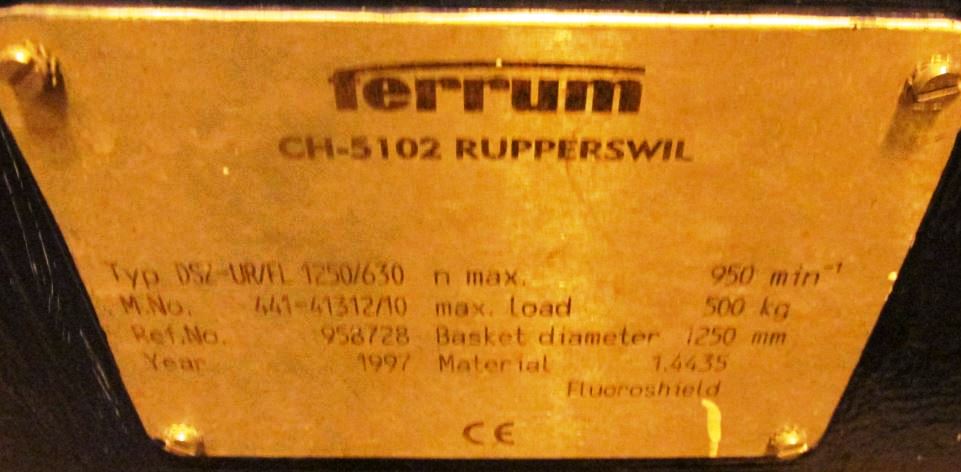 ferrum
CH-5102 RUPPERSWIL
Typ DSZ-UR/FL 1250/630 n max. 950 min⁻¹
M.No. 441-41312/10 max. load 500 kg
Ref.No. 958728 Basket diameter 1250 mm
Year 1997 Material 1.4435
Fluoroshield
CE